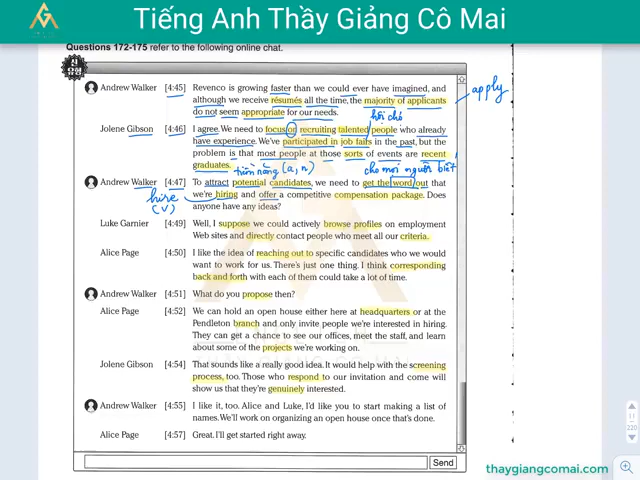 Tiếng Anh Thầy Giảng Cô Mai
Questions 172-175 refer to the following online chat.
Andrew Walker [4:45] Revenco is growing faster than we could ever have imagined, and
although we receive résumés all the time, the majority of applicants
do not seem appropriate for our needs.
apply
hội chợ
Jolene Gibson [4:46] I agree. We need to focus on recruiting talented people who already
have experience. We've participated in job fairs in the past, but the
problem is that most people at those sorts of events are recent
graduates.
tiềm năng (a, n)
cho mọi người biết
Andrew Walker [4:47] To attract potential candidates, we need to get the word out that
we're hiring and offer a competitive compensation package. Does
anyone have any ideas?
hire
(v)
Luke Garnier [4:49] Well, I suppose we could actively browse profiles on employment
Web sites and directly contact people who meet all our criteria.
Alice Page [4:50] I like the idea of reaching out to specific candidates who we would
want to work for us. There's just one thing. I think corresponding
back and forth with each of them could take a lot of time.
Andrew Walker [4:51] What do you propose then?
Alice Page [4:52] We can hold an open house either here at headquarters or at the
Pendleton branch and only invite people we're interested in hiring.
They can get a chance to see our offices, meet the staff, and learn
about some of the projects we're working on.
Jolene Gibson [4:54] That sounds like a really good idea. It would help with the screening
process, too. Those who respond to our invitation and come will
show us that they're genuinely interested.
Andrew Walker [4:55] I like it, too. Alice and Luke, I'd like you to start making a list of
names. We'll work on organizing an open house once that's done.
Alice Page [4:57] Great. I'll get started right away.
Send
11
220
thaygiangcomai.com